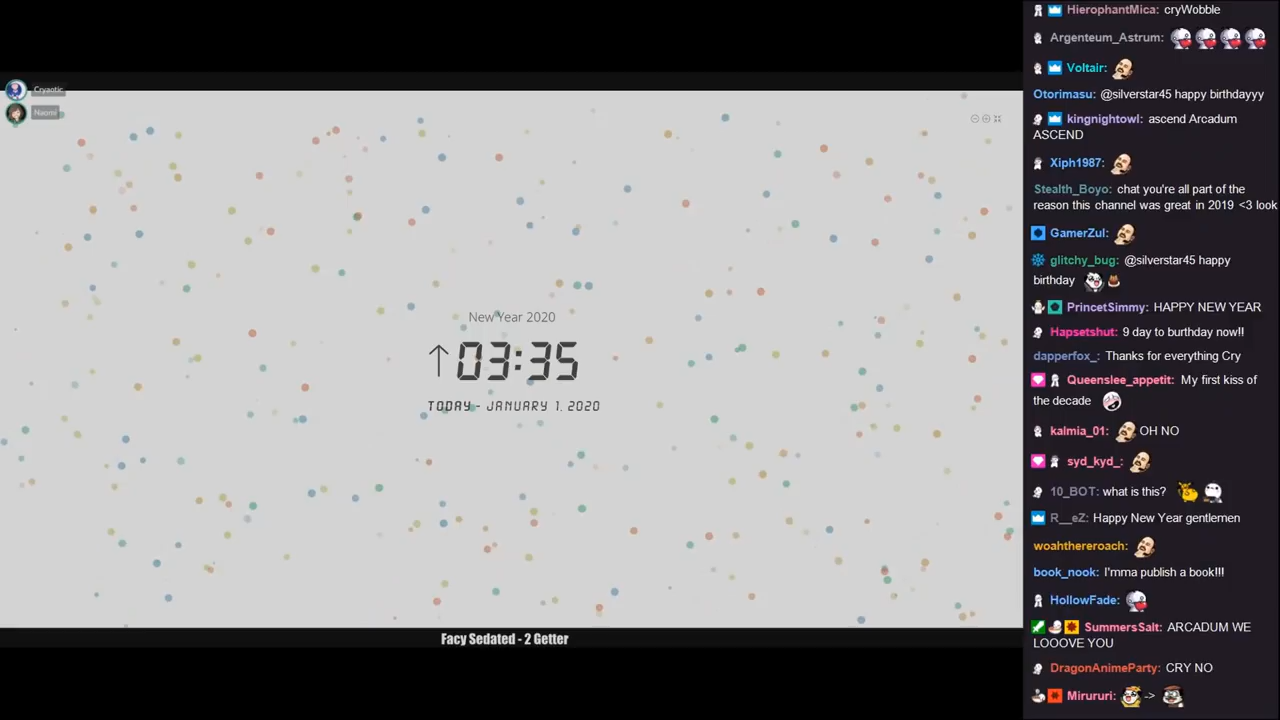 Cryaotic
Naomi
New Year 2020
↑03:35
TODAY - JANUARY 1, 2020
Facy Sedated - 2 Getter
HierophantMica: cryWobble
Argenteum_Astrum:
Voltair:
Otorimasu: @silverstar45 happy birthdayyy
kingnightowl: ascend Arcadum
ASCEND
Xiph1987:
Stealth_Boyo: chat you're all part of the
reason this channel was great in 2019 <3 look
GamerZul:
glitchy_bug: @silverstar45 happy
birthday
PrincetSimmy: HAPPY NEW YEAR
Hapsetshut: 9 day to burthday now!!
dapperfox_: Thanks for everything Cry
Queenslee_appetit: My first kiss of
the decade
kalmia_01: OH NO
syd_kyd_:
10_BOT: what is this?
R__eZ: Happy New Year gentlemen
woahthereroach:
book_nook: I'mma publish a book!!!
HollowFade:
SummersSalt: ARCADUM WE
LOOOVE YOU
DragonAnimeParty: CRY NO
Mirururi: ->